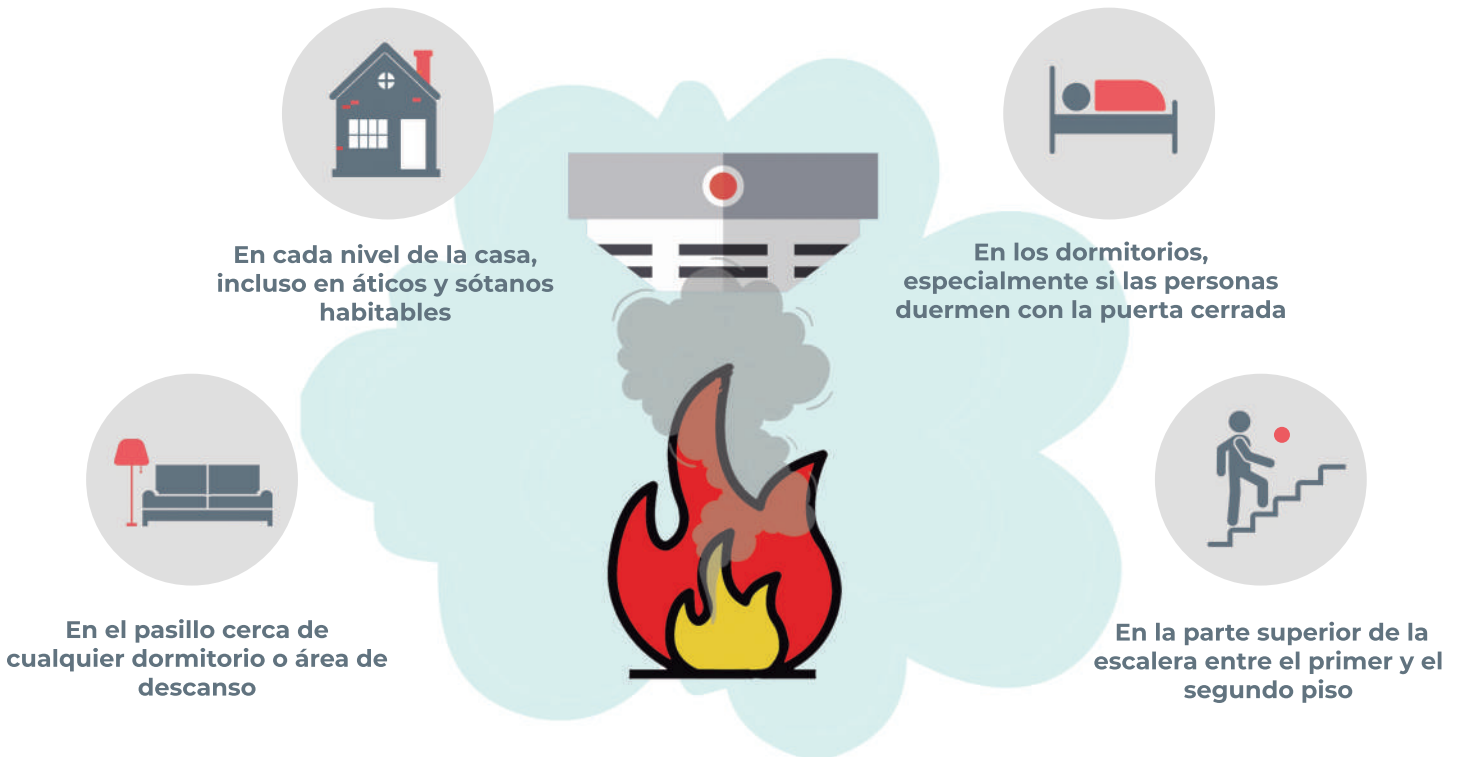 En cada nivel de la casa,
incluso en áticos y sótanos
habitables
En los dormitorios,
especialmente si las personas
duermen con la puerta cerrada
En el pasillo cerca de
cualquier dormitorio o área de
descanso
En la parte superior de la
escalera entre el primer y el
segundo piso